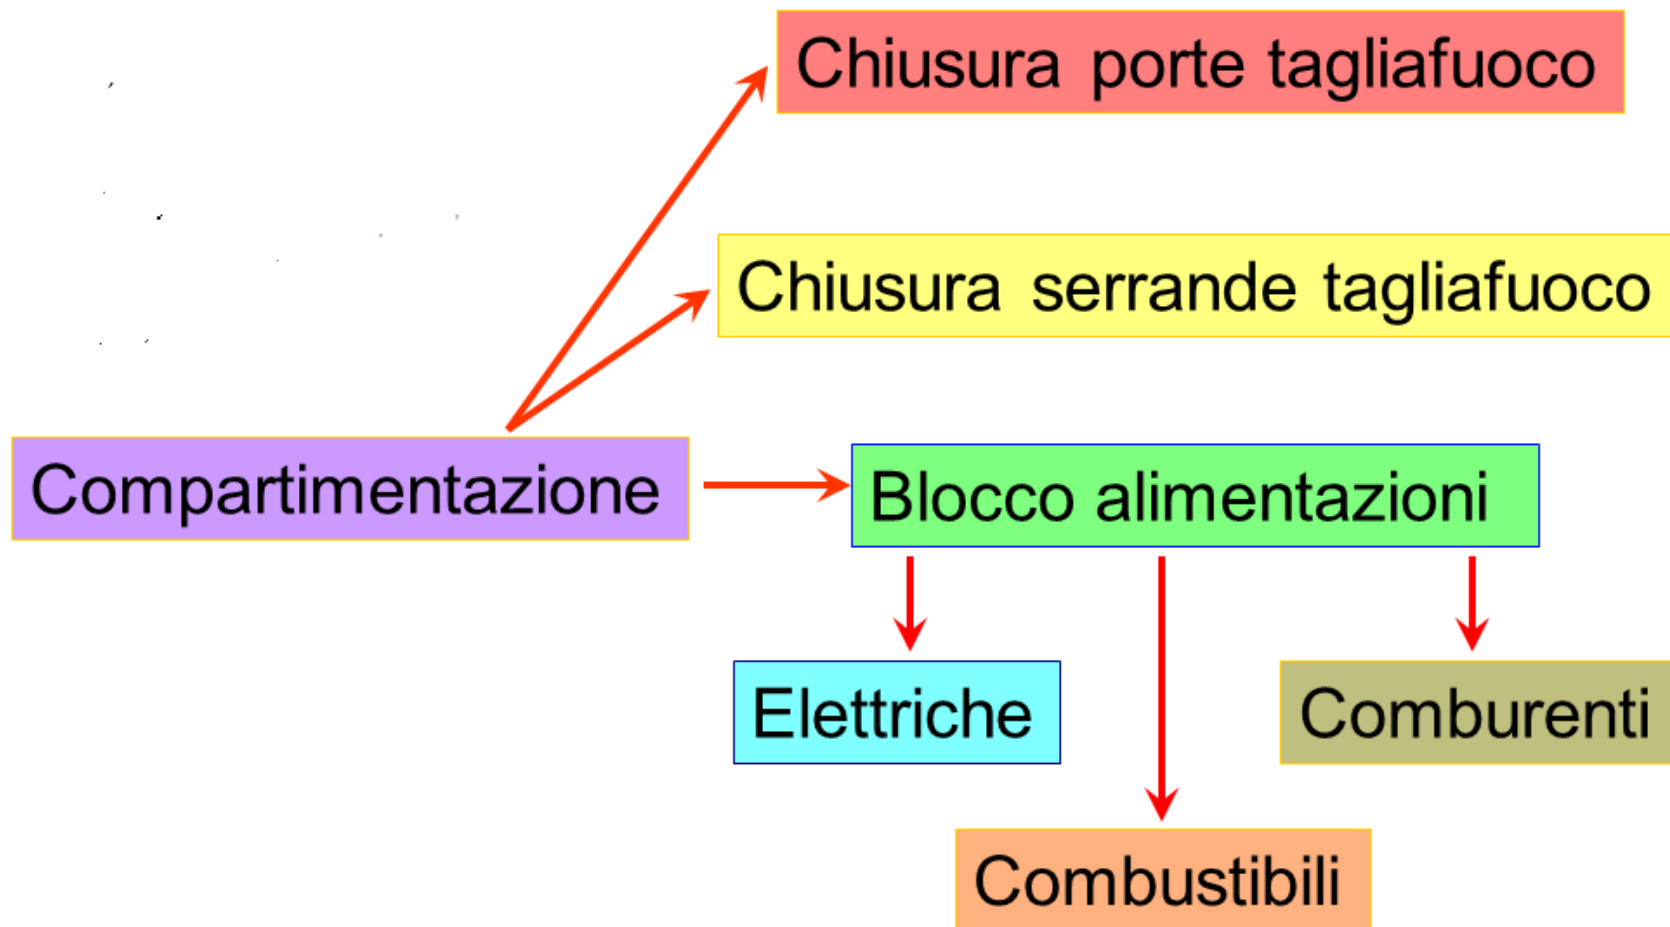 Chiusura porte tagliafuoco
Chiusura serrande tagliafuoco
Compartimentazione
Blocco alimentazioni
Elettriche
Comburenti
Combustibili